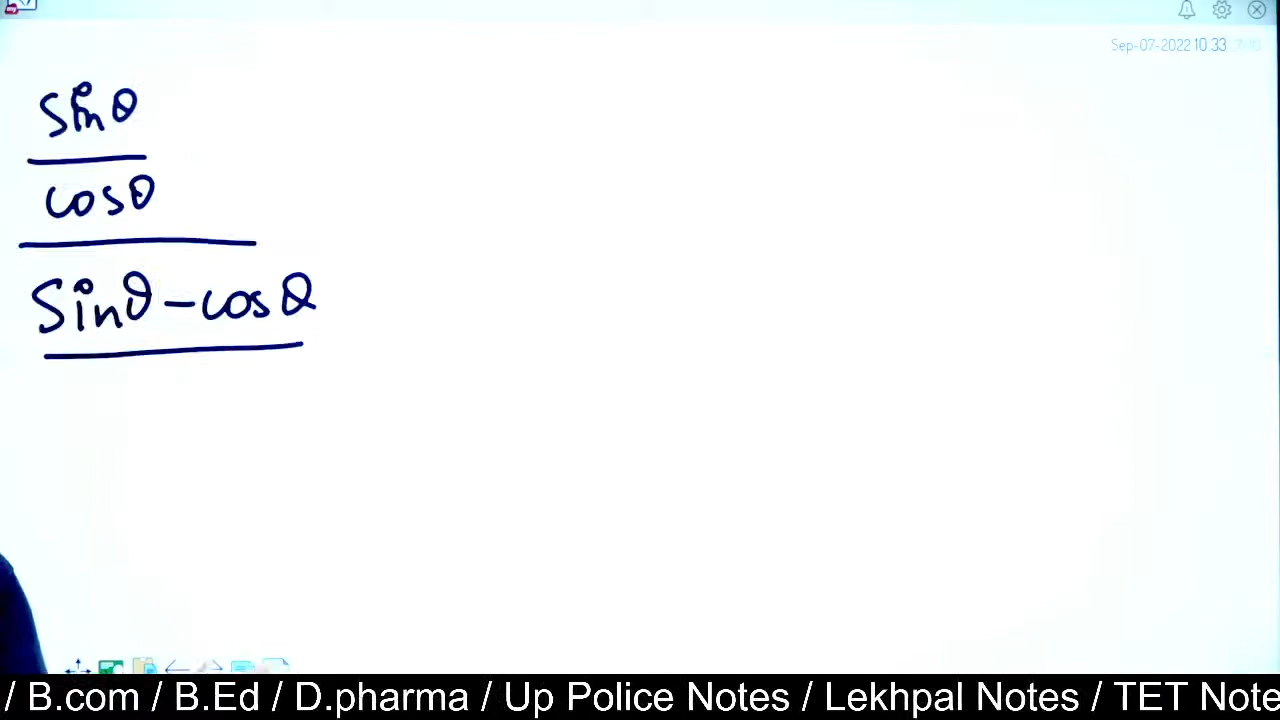 Sep-07-2022 10:33
sinθ
cosθ
Sinθ-cosθ
/ B.com / B.Ed / D.pharma / Up Police Notes / Lekhpal Notes / TET Note